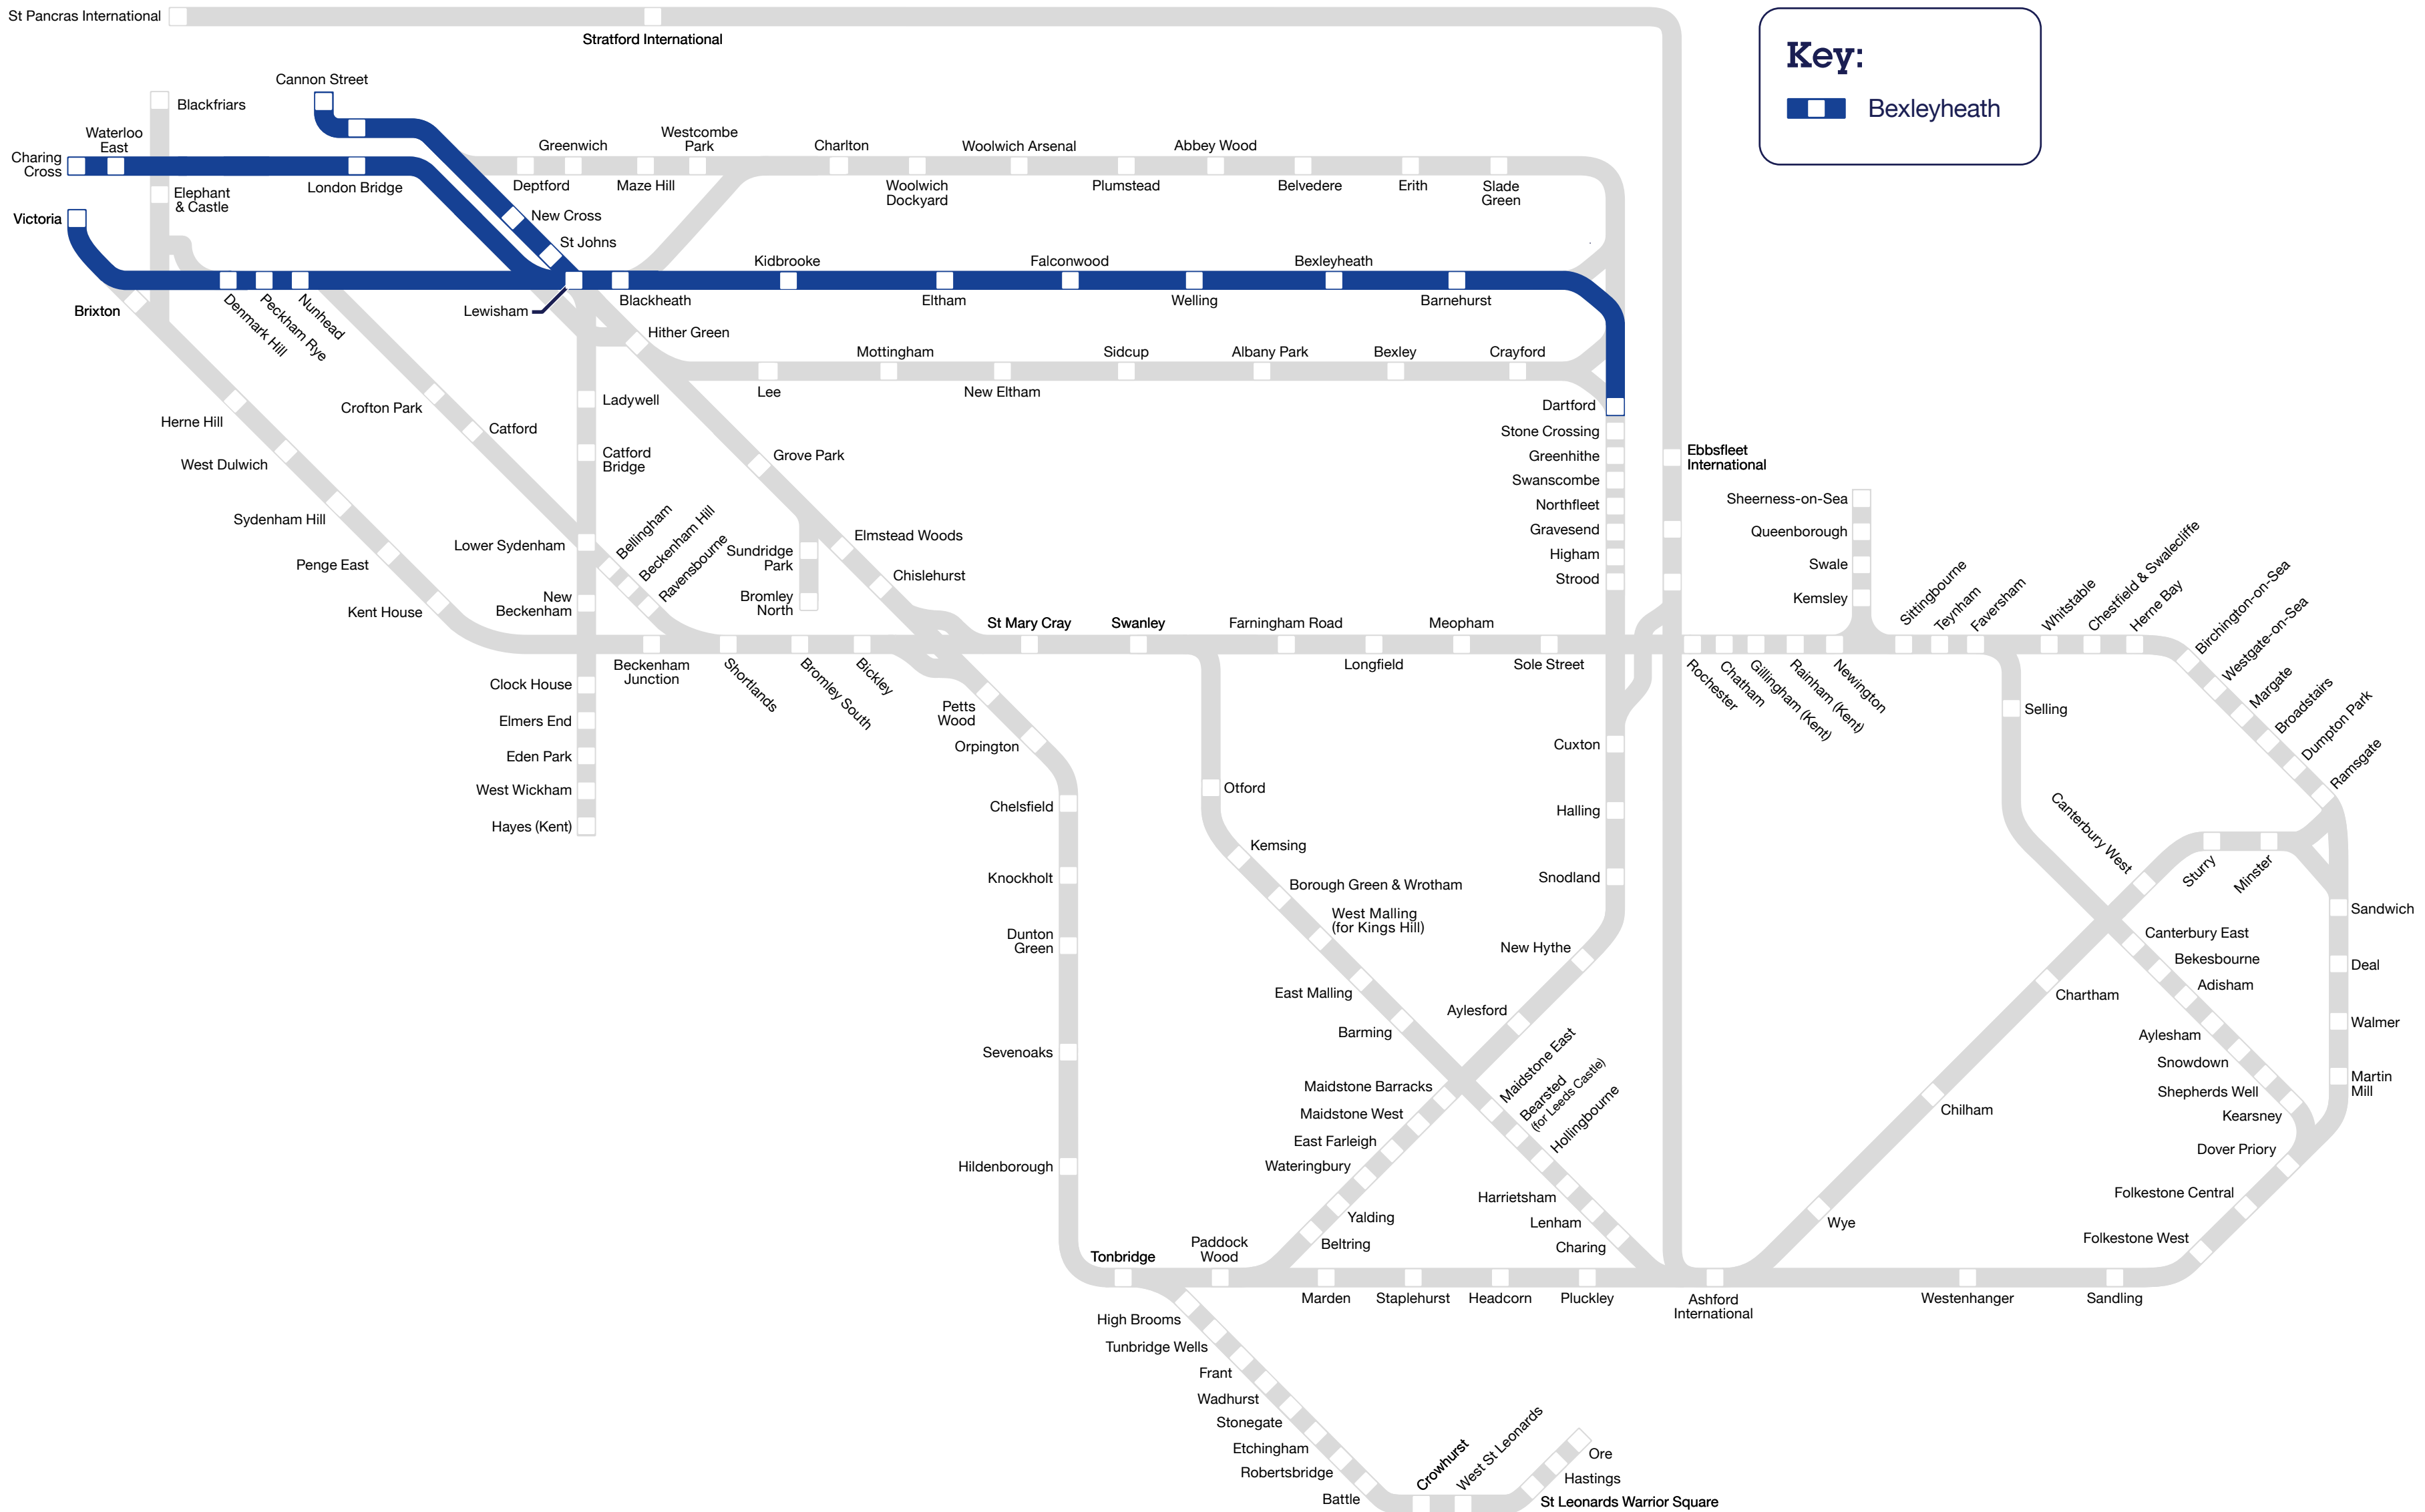 St Pancras International
Stratford International
Key:
Bexleyheath
Cannon Street
Blackfriars
Waterloo
East
Charing
Cross
London Bridge
Elephant
& Castle
Victoria
Deptford
Greenwich
Maze Hill
Westcombe
Park
Charlton
Woolwich
Dockyard
Woolwich Arsenal
Plumstead
Abbey Wood
Belvedere
Erith
Slade
Green
New Cross
St Johns
Brixton
Denmark Hill
Peckham Rye
Nunhead
Lewisham
Blackheath
Kidbrooke
Eltham
Falconwood
Welling
Bexleyheath
Barnehurst
Hither Green
Lee
Mottingham
New Eltham
Sidcup
Albany Park
Bexley
Crayford
Dartford
Stone Crossing
Greenhithe
Swanscombe
Northfleet
Gravesend
Higham
Strood
Ebbsfleet
International
Herne Hill
West Dulwich
Sydenham Hill
Penge East
Kent House
Crofton Park
Catford
Ladywell
Catford
Bridge
Lower Sydenham
New
Beckenham
Bellingham
Beckenham Hill
Ravensbourne
Grove Park
Sundridge
Park
Bromley
North
Elmstead Woods
Chislehurst
Clock House
Elmers End
Eden Park
West Wickham
Hayes (Kent)
Beckenham
Junction
Shortlands
Bromley South
Bickley
St Mary Cray
Swanley
Farningham Road
Longfield
Meopham
Sole Street
Rochester
Chatham
Gillingham (Kent)
Rainham (Kent)
Newington
Sheerness-on-Sea
Queenborough
Swale
Kemsley
Sittingbourne
Teynham
Faversham
Whitstable
Chestfield & Swalecliffe
Herne Bay
Birchington-on-Sea
Westgate-on-Sea
Margate
Broadstairs
Dumpton Park
Ramsgate
Petts
Wood
Orpington
Chelsfield
Knockholt
Dunton
Green
Sevenoaks
Hildenborough
Otford
Kemsing
Borough Green & Wrotham
West Malling
(for Kings Hill)
East Malling
Barming
Cuxton
Halling
Snodland
New Hythe
Aylesford
Maidstone East
Bearsted
(for Leeds Castle)
Hollingbourne
Maidstone Barracks
Maidstone West
East Farleigh
Wateringbury
Yalding
Beltring
Harrietsham
Lenham
Charing
Selling
Canterbury West
Sturry
Minster
Sandwich
Deal
Walmer
Martin
Mill
Canterbury East
Bekesbourne
Adisham
Aylesham
Snowdown
Shepherds Well
Kearsney
Dover Priory
Folkestone Central
Folkestone West
Chartham
Chilham
Wye
Tonbridge
Paddock
Wood
Marden
Staplehurst
Headcorn
Pluckley
Ashford
International
Westenhanger
Sandling
High Brooms
Tunbridge Wells
Frant
Wadhurst
Stonegate
Etchingham
Robertsbridge
Battle
Crowhurst
West St Leonards
Ore
Hastings
St Leonards Warrior Square